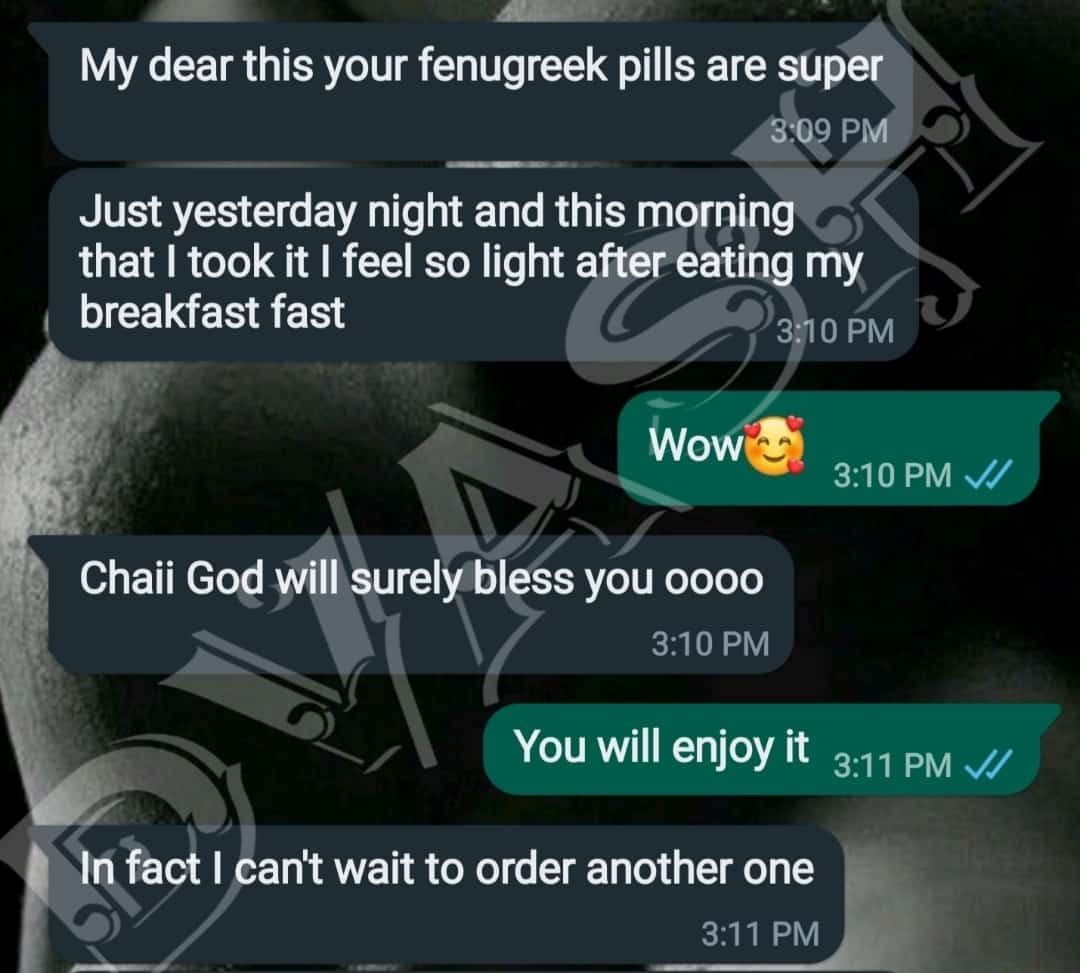 My dear this your fenugreek pills are super
3:09 PM
Just yesterday night and this morning
that I took it I feel so light after eating my
breakfast fast
3:10 PM
Wow🥰
3:10 PM
Chaii God will surely bless you oooo
3:10 PM
You will enjoy it
3:11 PM
In fact I can't wait to order another one
3:11 PM